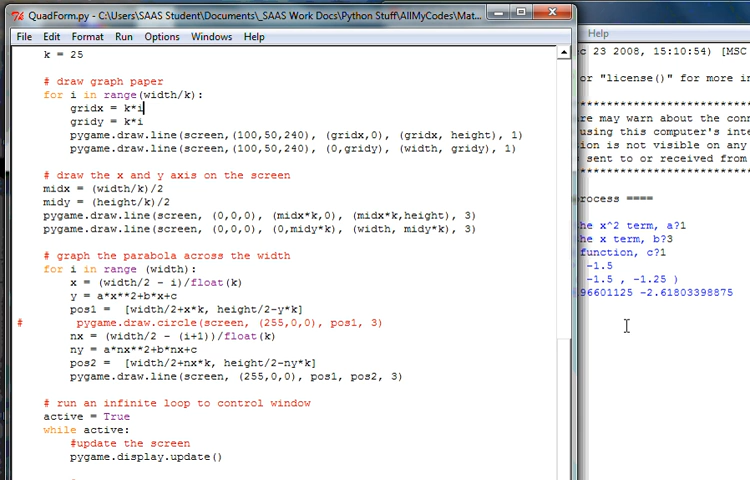 QuadForm.py - C:\Users\SAAS Student\Documents\_SAAS Work Docs\Python Stuff\AllMyCodes\Mat...
File Edit Format Run Options Windows Help
k = 25
# draw graph paper
for i in range(width/k):
gridx = k*i
gridy = k*i
pygame.draw.line(screen,(100,50,240), (gridx,0), (gridx, height), 1)
pygame.draw.line(screen,(100,50,240), (0,gridy), (width, gridy), 1)
# draw the x and y axis on the screen
midx = (width/k)/2
midy = (height/k)/2
pygame.draw.line(screen, (0,0,0), (midx*k,0), (midx*k,height), 3)
pygame.draw.line(screen, (0,0,0), (0,midy*k), (width, midy*k), 3)
# graph the parabola across the width
for i in range (width):
x = (width/2 - i)/float(k)
y = a*x**2+b*x+c
pos1 = [width/2+x*k, height/2-y*k]
# pygame.draw.circle(screen, (255,0,0), pos1, 3)
nx = (width/2 - (i+1))/float(k)
ny = a*nx**2+b*nx+c
pos2 = [width/2+nx*k, height/2-ny*k]
pygame.draw.line(screen, (255,0,0), pos1, pos2, 3)
# run an infinite loop to control window
active = True
while active:
#update the screen
pygame.display.update()
Help
c 23 2008, 15:10:54) [MSC
or "license()" for more in
***********************
are may warn about the conn
using this computer's inte
ion is not visible on any
sent to or received from
***********************
rocess ====
he x^2 term, a?1
he x term, b?3
function, c?1
-1.5
-1.5 , -1.25 )
96601125 -2.61803398875